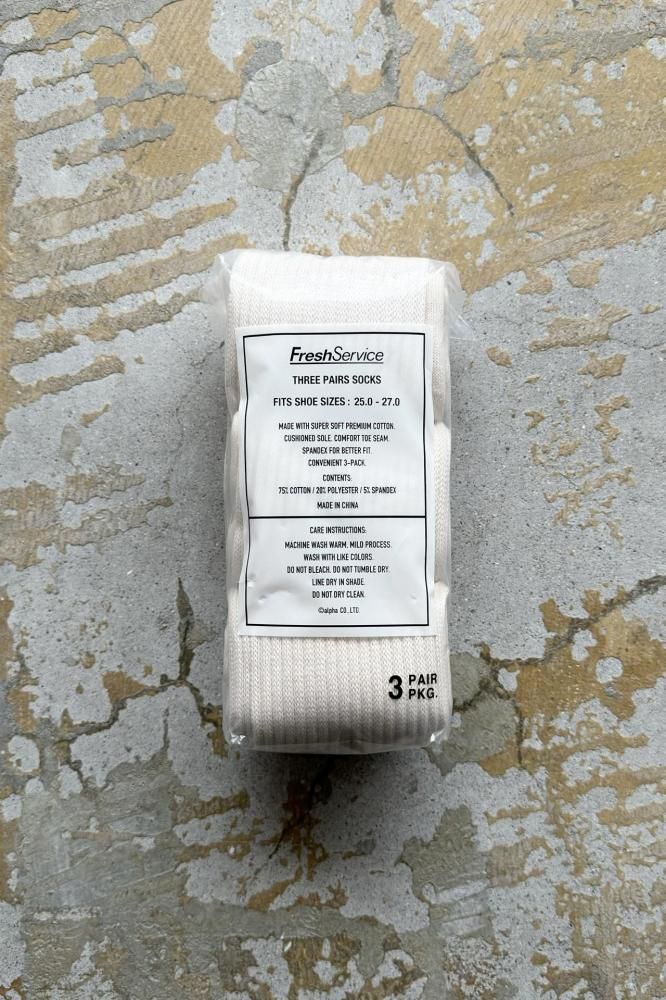 FreshService
THREE PAIRS SOCKS
FITS SHOE SIZES : 25.0 - 27.0
MADE WITH SUPER SOFT PREMIUM COTTON.
CUSHIONED SOLE. COMFORT TOE SEAM.
SPANDEX FOR BETTER FIT.
CONVENIENT 3-PACK.
CONTENTS:
75% COTTON / 20% POLYESTER / 5% SPANDEX
MADE IN CHINA
CARE INSTRUCTIONS:
MACHINE WASH WARM, MILD PROCESS.
WASH WITH LIKE COLORS.
DO NOT BLEACH. DO NOT TUMBLE DRY.
LINE DRY IN SHADE.
DO NOT DRY CLEAN.
©alpha CO.,LTD.
3 PAIR
PKG.